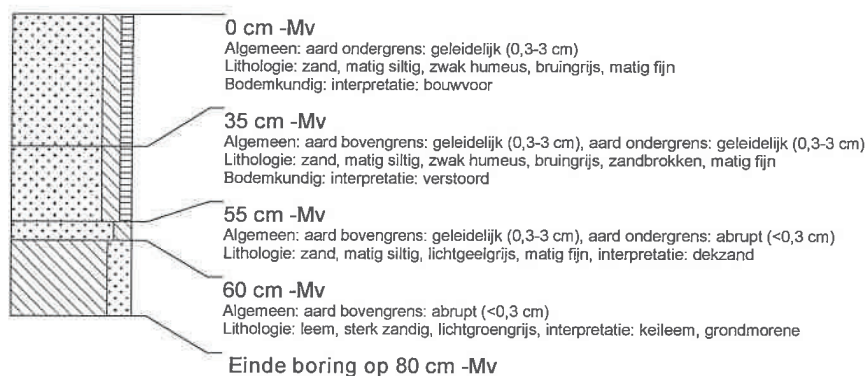 0 cm -Mv
Algemeen: aard ondergrens: geleidelijk (0,3-3 cm)
Lithologie: zand, matig siltig, zwak humeus, bruingrijs, matig fijn
Bodemkundig: interpretatie: bouwvoor
35 cm -Mv
Algemeen: aard bovengrens: geleidelijk (0,3-3 cm), aard ondergrens: geleidelijk (0,3-3 cm)
Lithologie: zand, matig siltig, zwak humeus, bruingrijs, zandbrokken, matig fijn
Bodemkundig: interpretatie: verstoord
55 cm -Mv
Algemeen: aard bovengrens: geleidelijk (0,3-3 cm), aard ondergrens: abrupt (<0,3 cm)
Lithologie: zand, matig siltig, lichtgeelgrijs, matig fijn, interpretatie: dekzand
60 cm -Mv
Algemeen: aard bovengrens: abrupt (<0,3 cm)
Lithologie: leem, sterk zandig, lichtgroengrijs, interpretatie: keileem, grondmorene
Einde boring op 80 cm -Mv